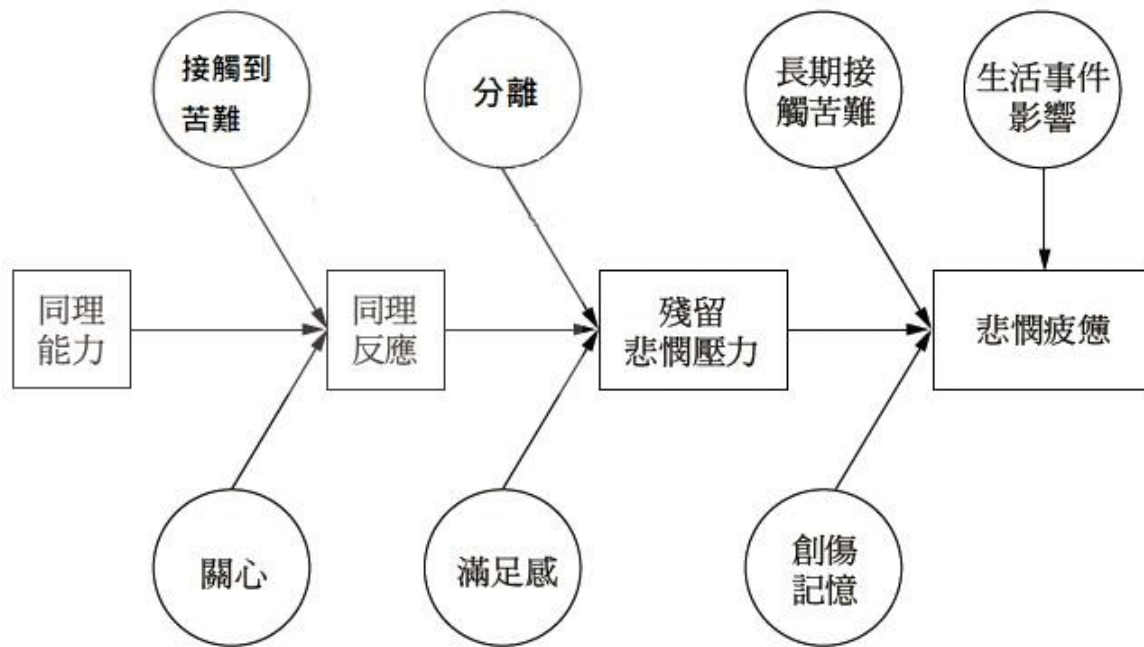 接觸到
苦難
分離
長期接
觸苦難
生活事件
影響
同理
能力
同理
反應
殘留
悲憫壓力
悲憫疲憊
關心
滿足感
創傷
記憶